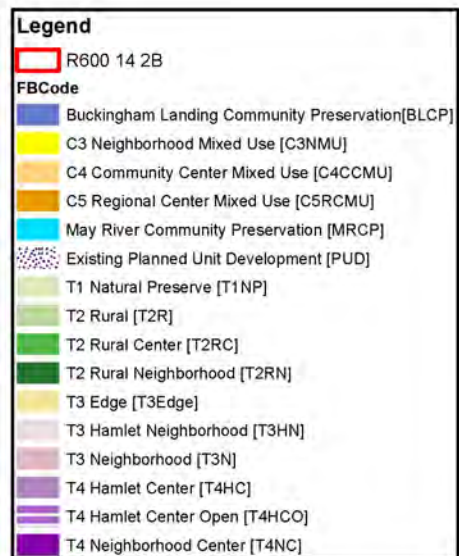 Legend
R600 14 2B
FBCode
Buckingham Landing Community Preservation[BLCP]
C3 Neighborhood Mixed Use [C3NMU]
C4 Community Center Mixed Use [C4CCMU]
C5 Regional Center Mixed Use [C5RCMU]
May River Community Preservation [MRCP]
Existing Planned Unit Development [PUD]
T1 Natural Preserve [T1NP]
T2 Rural [T2R]
T2 Rural Center [T2RC]
T2 Rural Neighborhood [T2RN]
T3 Edge [T3Edge]
T3 Hamlet Neighborhood [T3HN]
T3 Neighborhood [T3N]
T4 Hamlet Center [T4HC]
T4 Hamlet Center Open [T4HCO]
T4 Neighborhood Center [T4NC]